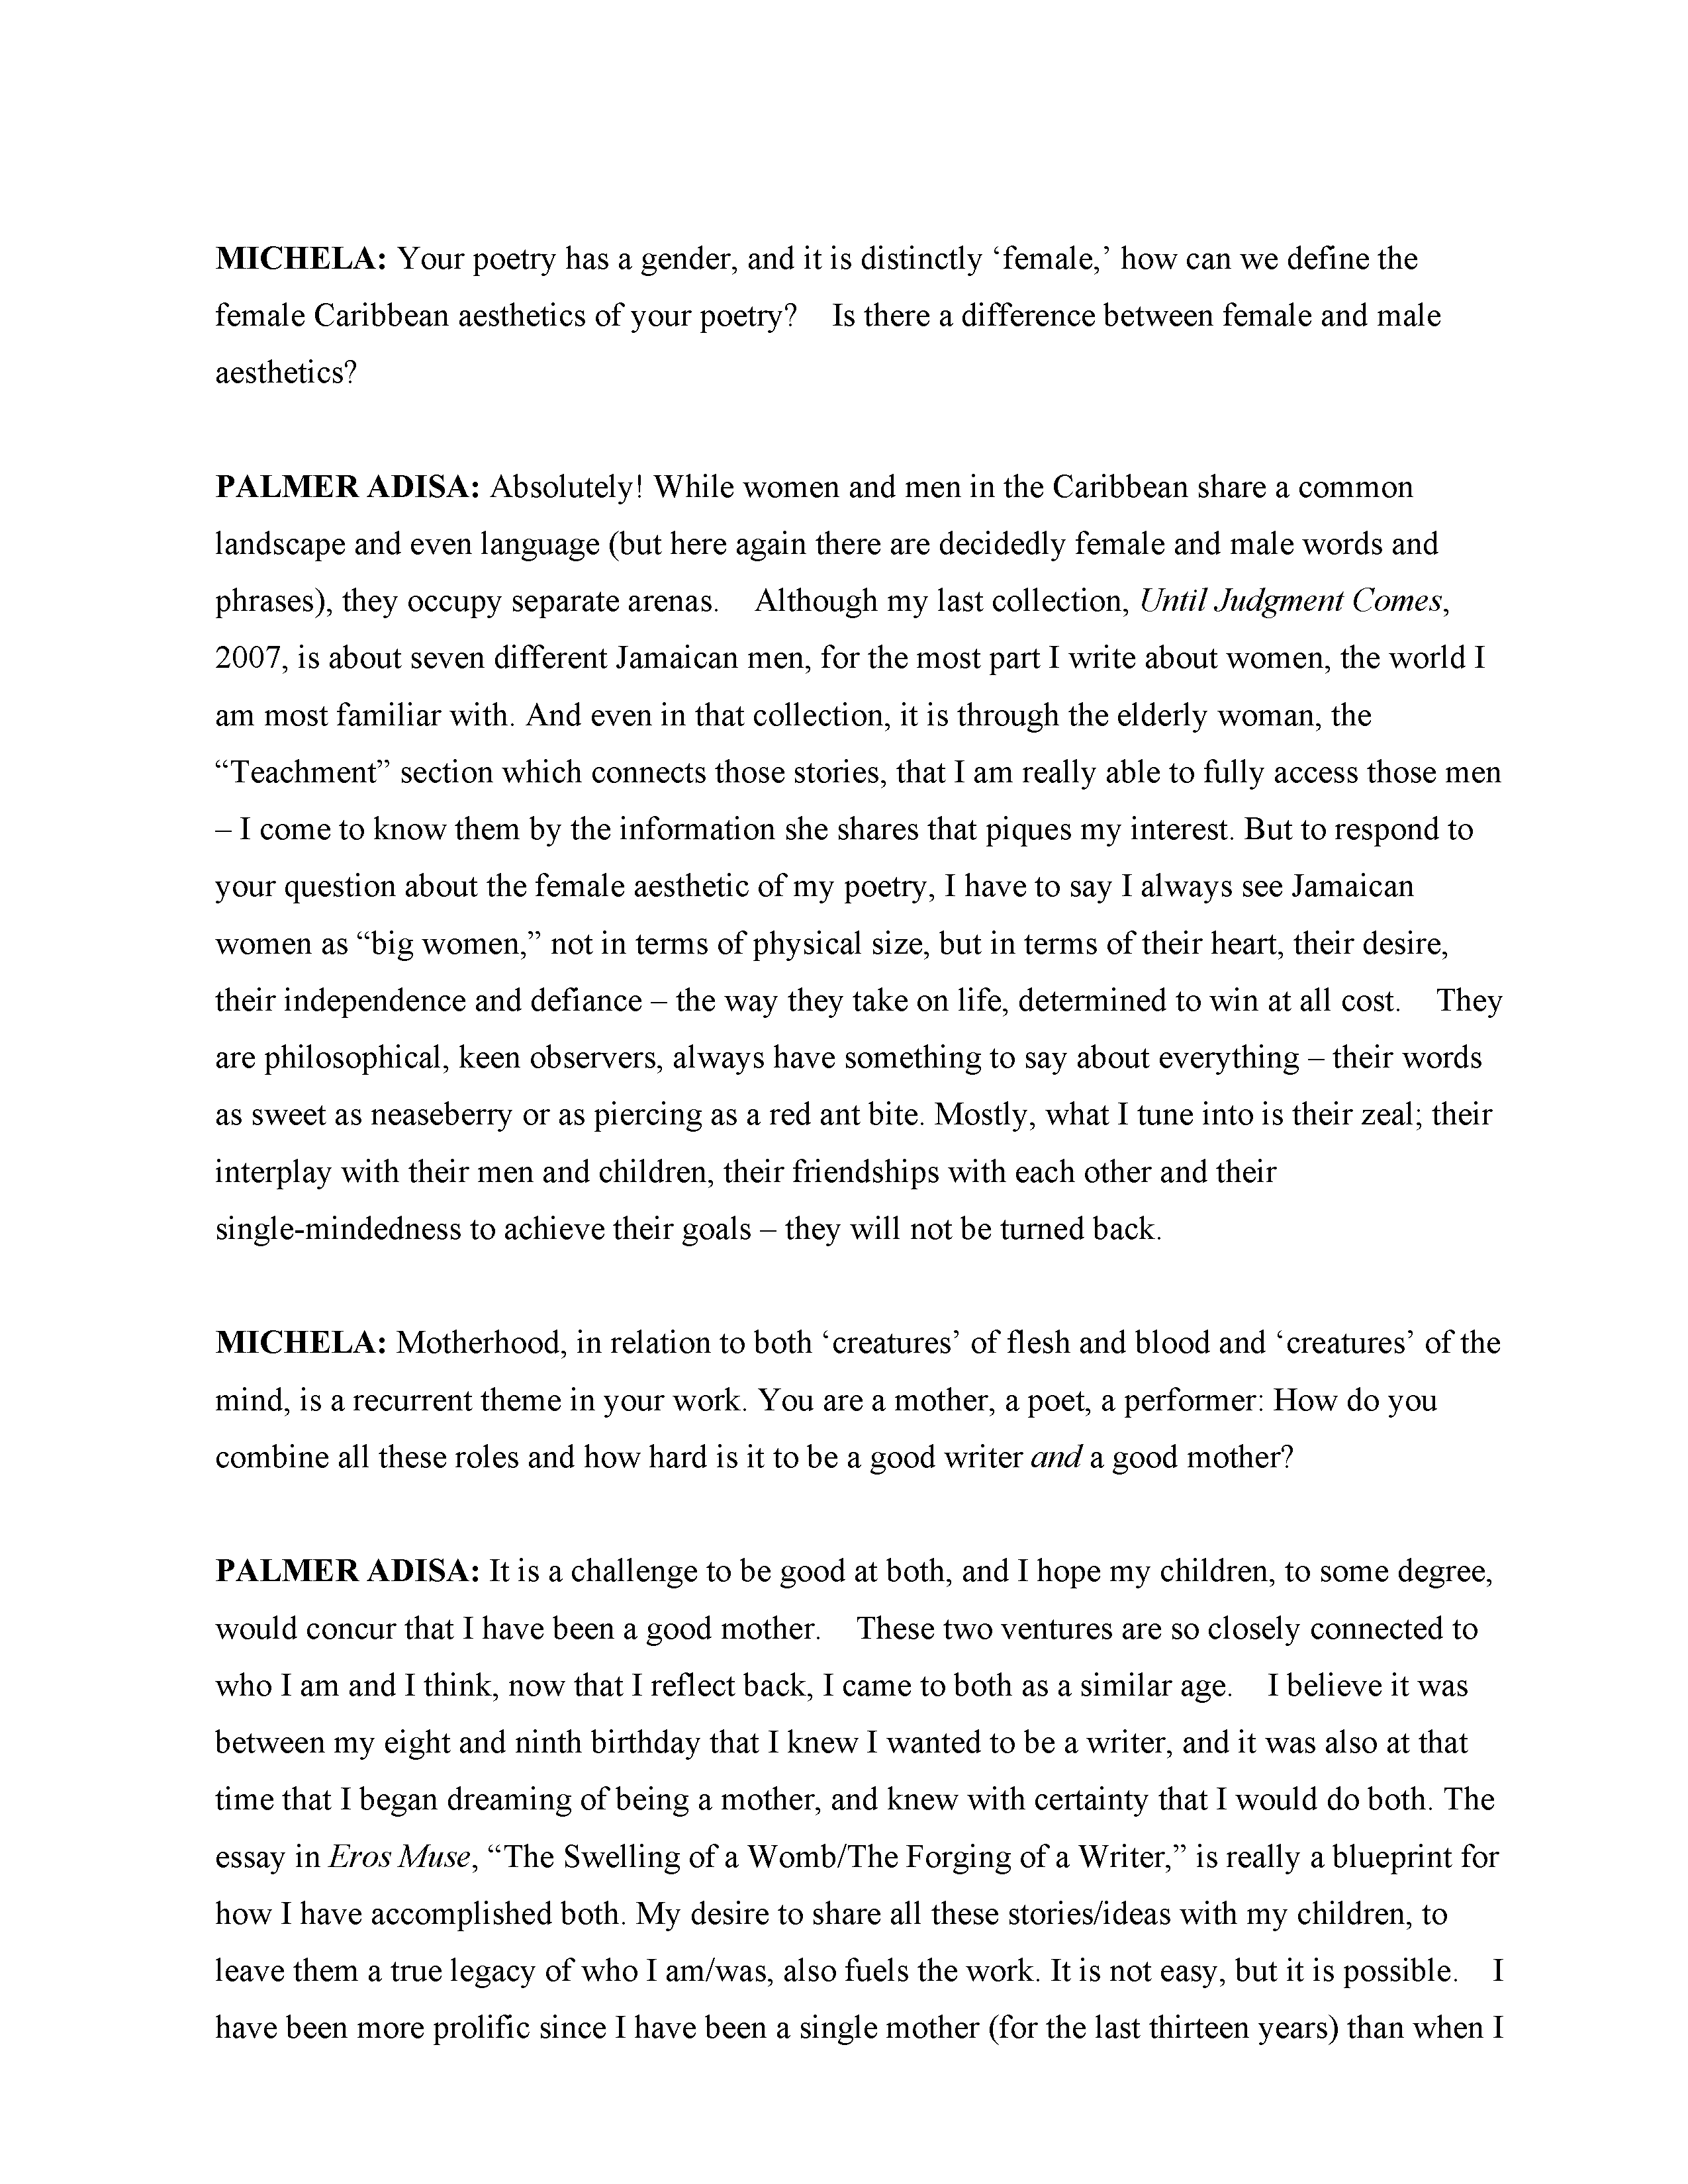 MICHELA: Your poetry has a gender, and it is distinctly ‘female,’ how can we define the
female Caribbean aesthetics of your poetry?    Is there a difference between female and male
aesthetics?
PALMER ADISA: Absolutely! While women and men in the Caribbean share a common
landscape and even language (but here again there are decidedly female and male words and
phrases), they occupy separate arenas.    Although my last collection, Until Judgment Comes,
2007, is about seven different Jamaican men, for the most part I write about women, the world I
am most familiar with. And even in that collection, it is through the elderly woman, the
“Teachment” section which connects those stories, that I am really able to fully access those men
– I come to know them by the information she shares that piques my interest. But to respond to
your question about the female aesthetic of my poetry, I have to say I always see Jamaican
women as “big women,” not in terms of physical size, but in terms of their heart, their desire,
their independence and defiance – the way they take on life, determined to win at all cost.    They
are philosophical, keen observers, always have something to say about everything – their words
as sweet as neaseberry or as piercing as a red ant bite. Mostly, what I tune into is their zeal; their
interplay with their men and children, their friendships with each other and their
single-mindedness to achieve their goals – they will not be turned back.
MICHELA: Motherhood, in relation to both ‘creatures’ of flesh and blood and ‘creatures’ of the
mind, is a recurrent theme in your work. You are a mother, a poet, a performer: How do you
combine all these roles and how hard is it to be a good writer and a good mother?
PALMER ADISA: It is a challenge to be good at both, and I hope my children, to some degree,
would concur that I have been a good mother.    These two ventures are so closely connected to
who I am and I think, now that I reflect back, I came to both as a similar age.    I believe it was
between my eight and ninth birthday that I knew I wanted to be a writer, and it was also at that
time that I began dreaming of being a mother, and knew with certainty that I would do both. The
essay in Eros Muse, “The Swelling of a Womb/The Forging of a Writer,” is really a blueprint for
how I have accomplished both. My desire to share all these stories/ideas with my children, to
leave them a true legacy of who I am/was, also fuels the work. It is not easy, but it is possible.    I
have been more prolific since I have been a single mother (for the last thirteen years) than when I